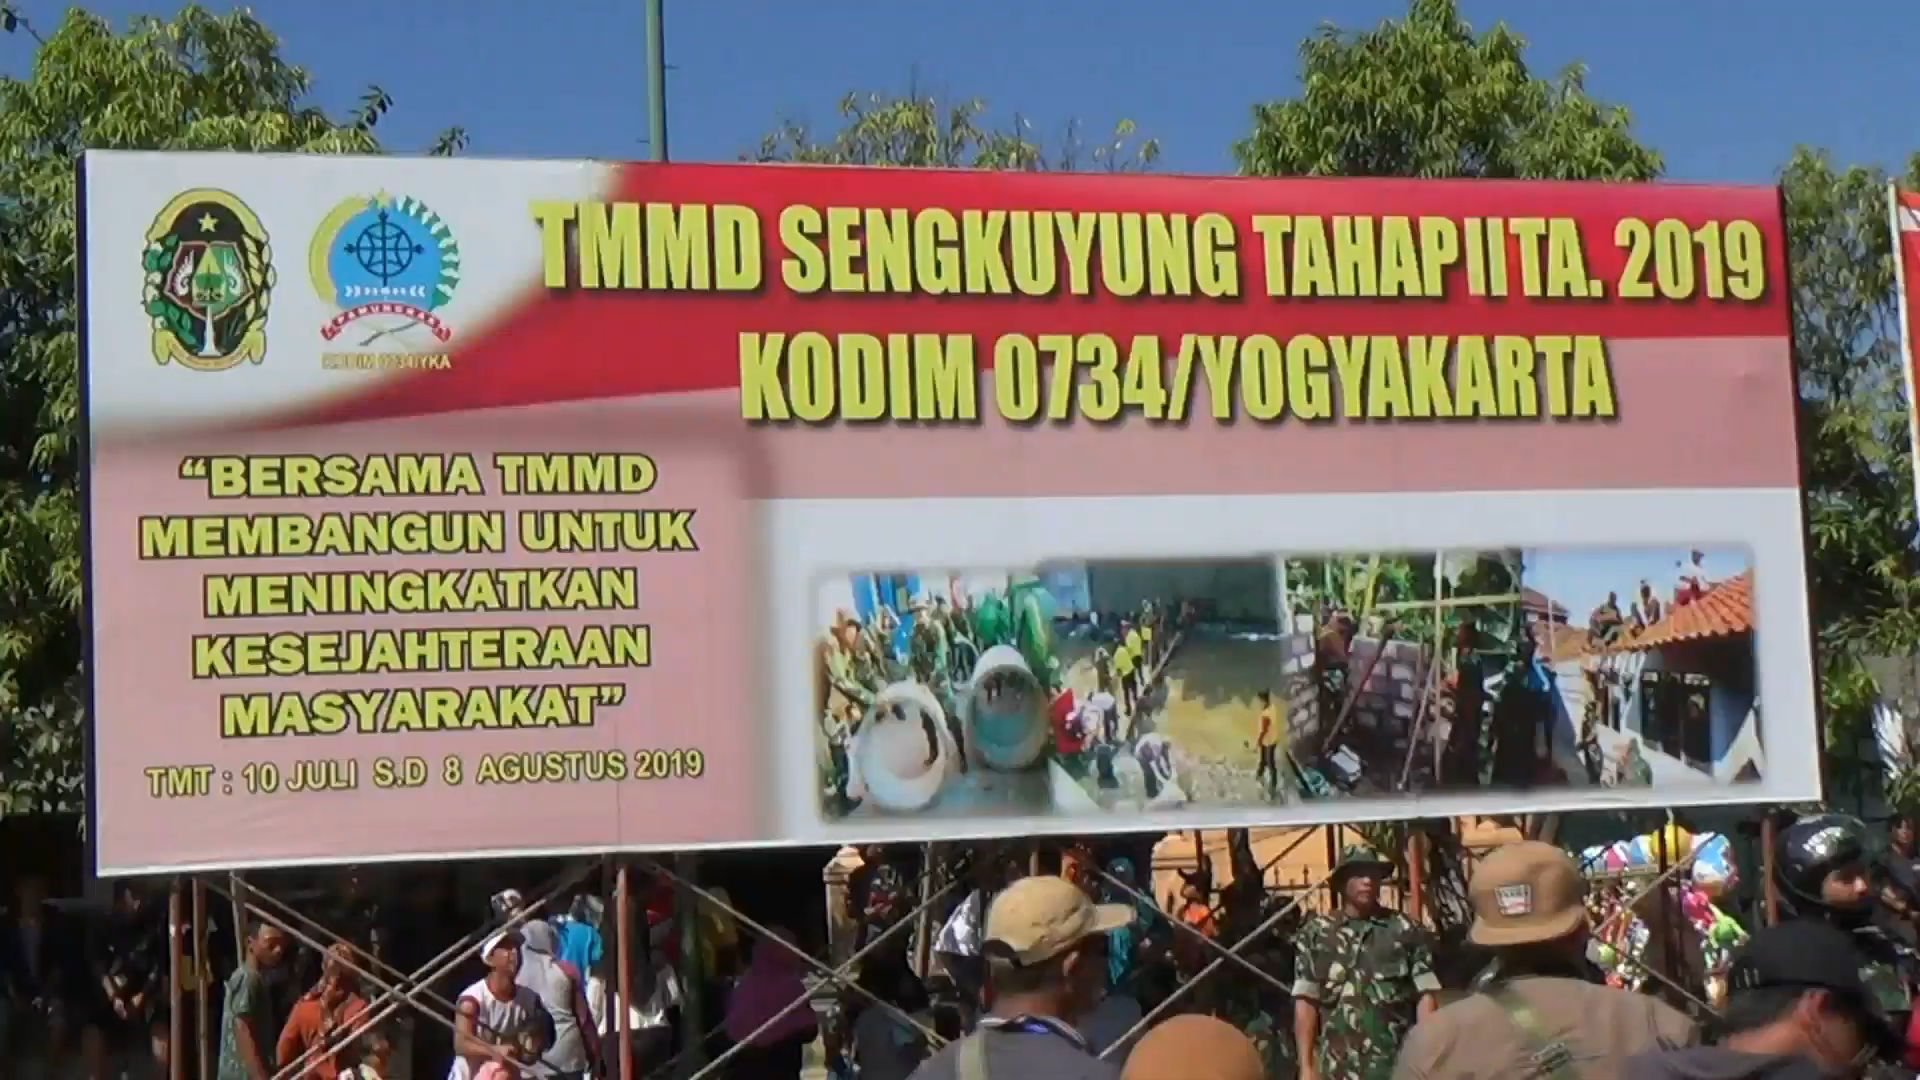 TMMD SENGKUYUNG TAHAP II TA. 2019
KODIM 0734/YOGYAKARTA
PAMUNGKAS
KODIM 0734/YKA
“BERSAMA TMMD
MEMBANGUN UNTUK
MENINGKATKAN
KESEJAHTERAAN
MASYARAKAT”
TMT : 10 JULI S.D 8 AGUSTUS 2019